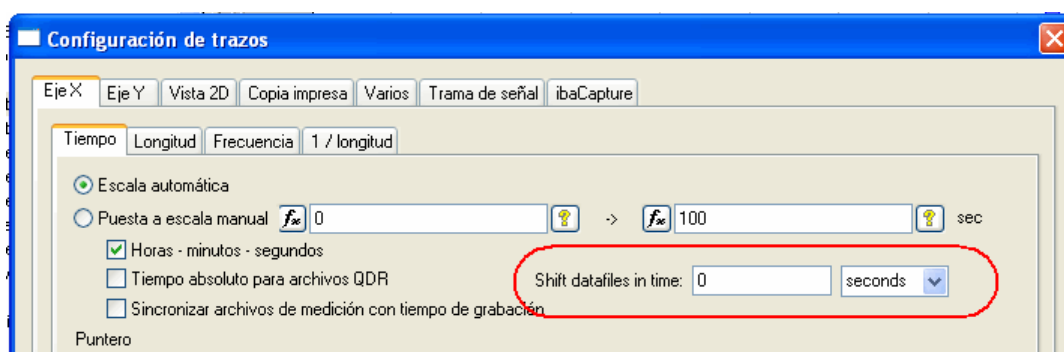 Configuración de trazos
Eje X Eje Y Vista 2D Copia impresa Varios Trama de señal ibaCapture
Tiempo Longitud Frecuencia 1 / longitud
Escala automática
Puesta a escala manual fx 0 ? -> fx 100 ? sec
Horas - minutos - segundos
Tiempo absoluto para archivos QDR Shift datafiles in time: 0 seconds
Sincronizar archivos de medición con tiempo de grabación
Puntero